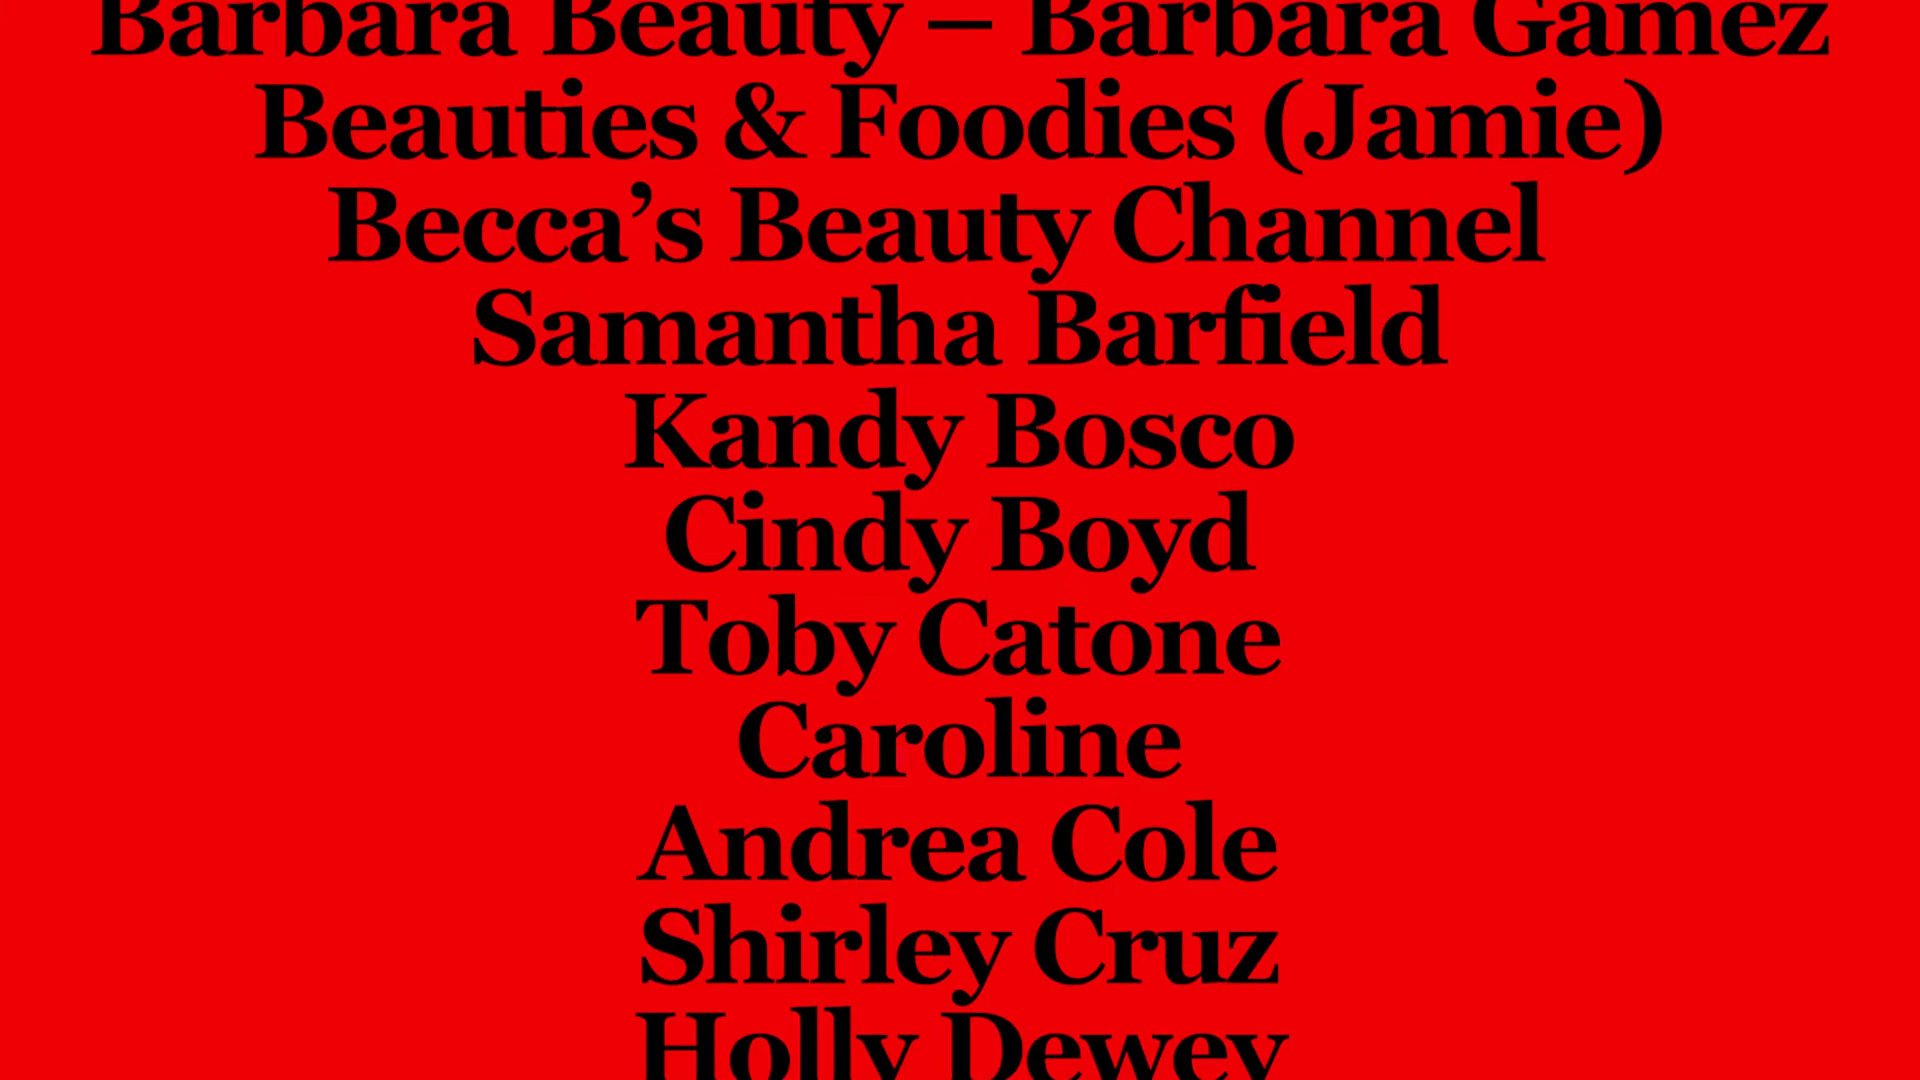 Barbara Beauty – Barbara Gamez
Beauties & Foodies (Jamie)
Becca’s Beauty Channel
Samantha Barfield
Kandy Bosco
Cindy Boyd
Toby Catone
Caroline
Andrea Cole
Shirley Cruz
Holly Dewey